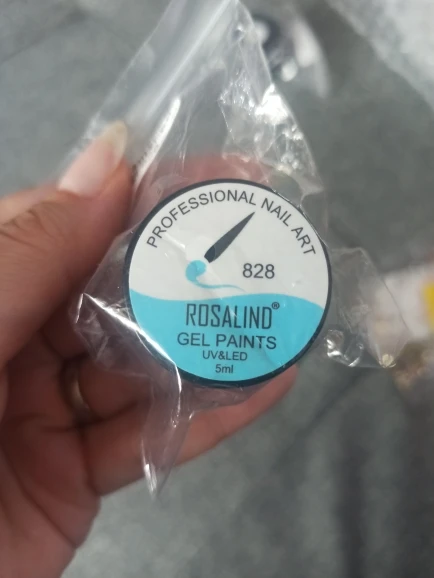 PROFESSIONAL NAIL ART
828
ROSALIND®
GEL PAINTS
UV&LED
5ml